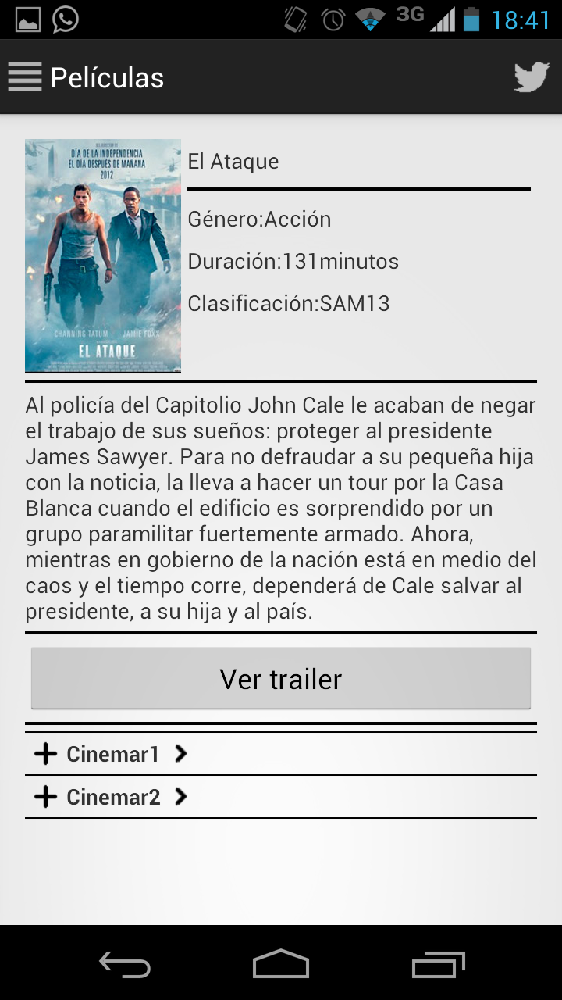 3G 18:41
Películas
DÍA DE LA INDEPENDENCIA
EL DÍA DESPUÉS DE MAÑANA
2012
CHANNING TATUM JAMIE FOXX
EL ATAQUE
El Ataque
Género:Acción
Duración:131minutos
Clasificación:SAM13
Al policía del Capitolio John Cale le acaban de negar
el trabajo de sus sueños: proteger al presidente
James Sawyer. Para no defraudar a su pequeña hija
con la noticia, la lleva a hacer un tour por la Casa
Blanca cuando el edificio es sorprendido por un
grupo paramilitar fuertemente armado. Ahora,
mientras en gobierno de la nación está en medio del
caos y el tiempo corre, dependerá de Cale salvar al
presidente, a su hija y al país.
Ver trailer
Cinemar1
Cinemar2